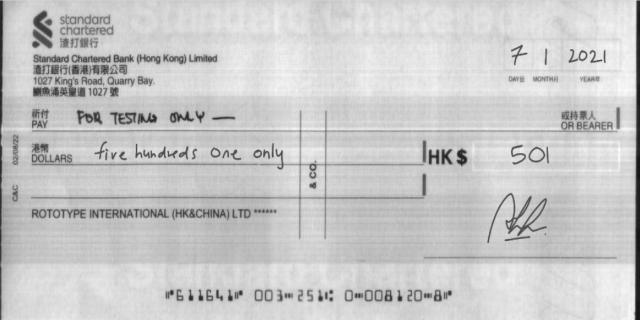 standard
chartered
渣打銀行
Standard Chartered Bank (Hong Kong) Limited
渣打銀行(香港)有限公司
1027 King's Road, Quarry Bay.
鰂魚涌英皇道 1027 號
7 1 2021
DAY日 MONTH月 YEAR年
祈付
PAY FOR TESTING ONLY —
或持票人
OR BEARER
港幣
DOLLARS five hundreds one only
HK$ 501
& CO.
C&C 02/08/22
ROTOTYPE INTERNATIONAL (HK&CHINA) LTD ******
⑈611641⑈ 003⑉251⑆ 0⑉008120⑉8⑈